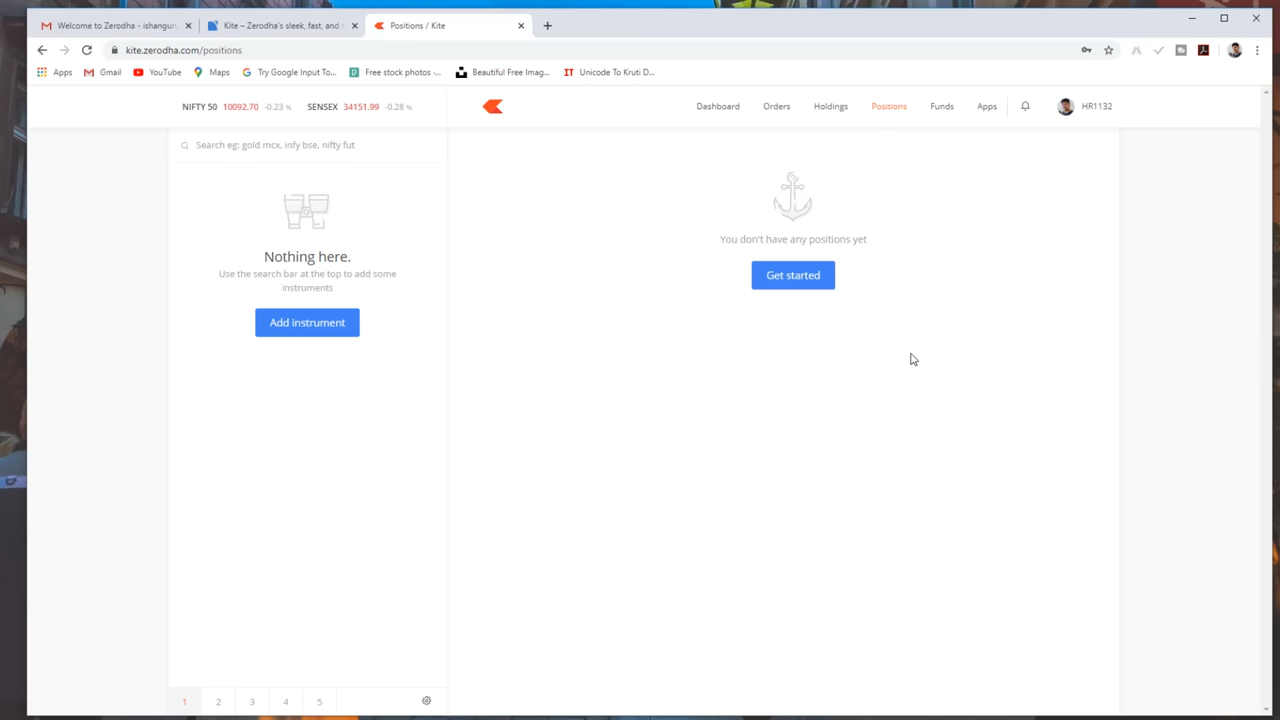 Welcome to Zerodha - ishangur
Kite – Zerodha's sleek, fast, and i
Positions / Kite
kite.zerodha.com/positions
Apps
Gmail
YouTube
Maps
Try Google Input To...
Free stock photos -...
Beautiful Free Imag...
Unicode To Kruti D...
NIFTY 50 10092.70 -0.23 %
SENSEX 34151.99 -0.28 %
Dashboard
Orders
Holdings
Positions
Funds
Apps
HR1132
Search eg: gold mcx, infy bse, nifty fut
Nothing here.
Use the search bar at the top to add some
instruments
Add instrument
You don't have any positions yet
Get started
1 2 3 4 5